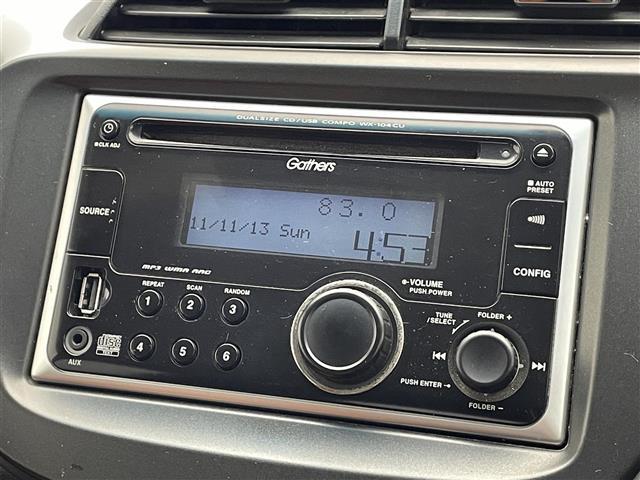 DUALSIZE CD/USB COMPO WX-104CU
CLK ADJ
Gathers
AUTO
PRESET
SOURCE
83.0
11/11/13 Sun
4:53
CONFIG
MP3 WMA AAC
VOLUME
PUSH POWER
REPEAT SCAN RANDOM
1 2 3
TUNE
/SELECT
FOLDER +
4 5 6
AUX
PUSH ENTER
FOLDER −